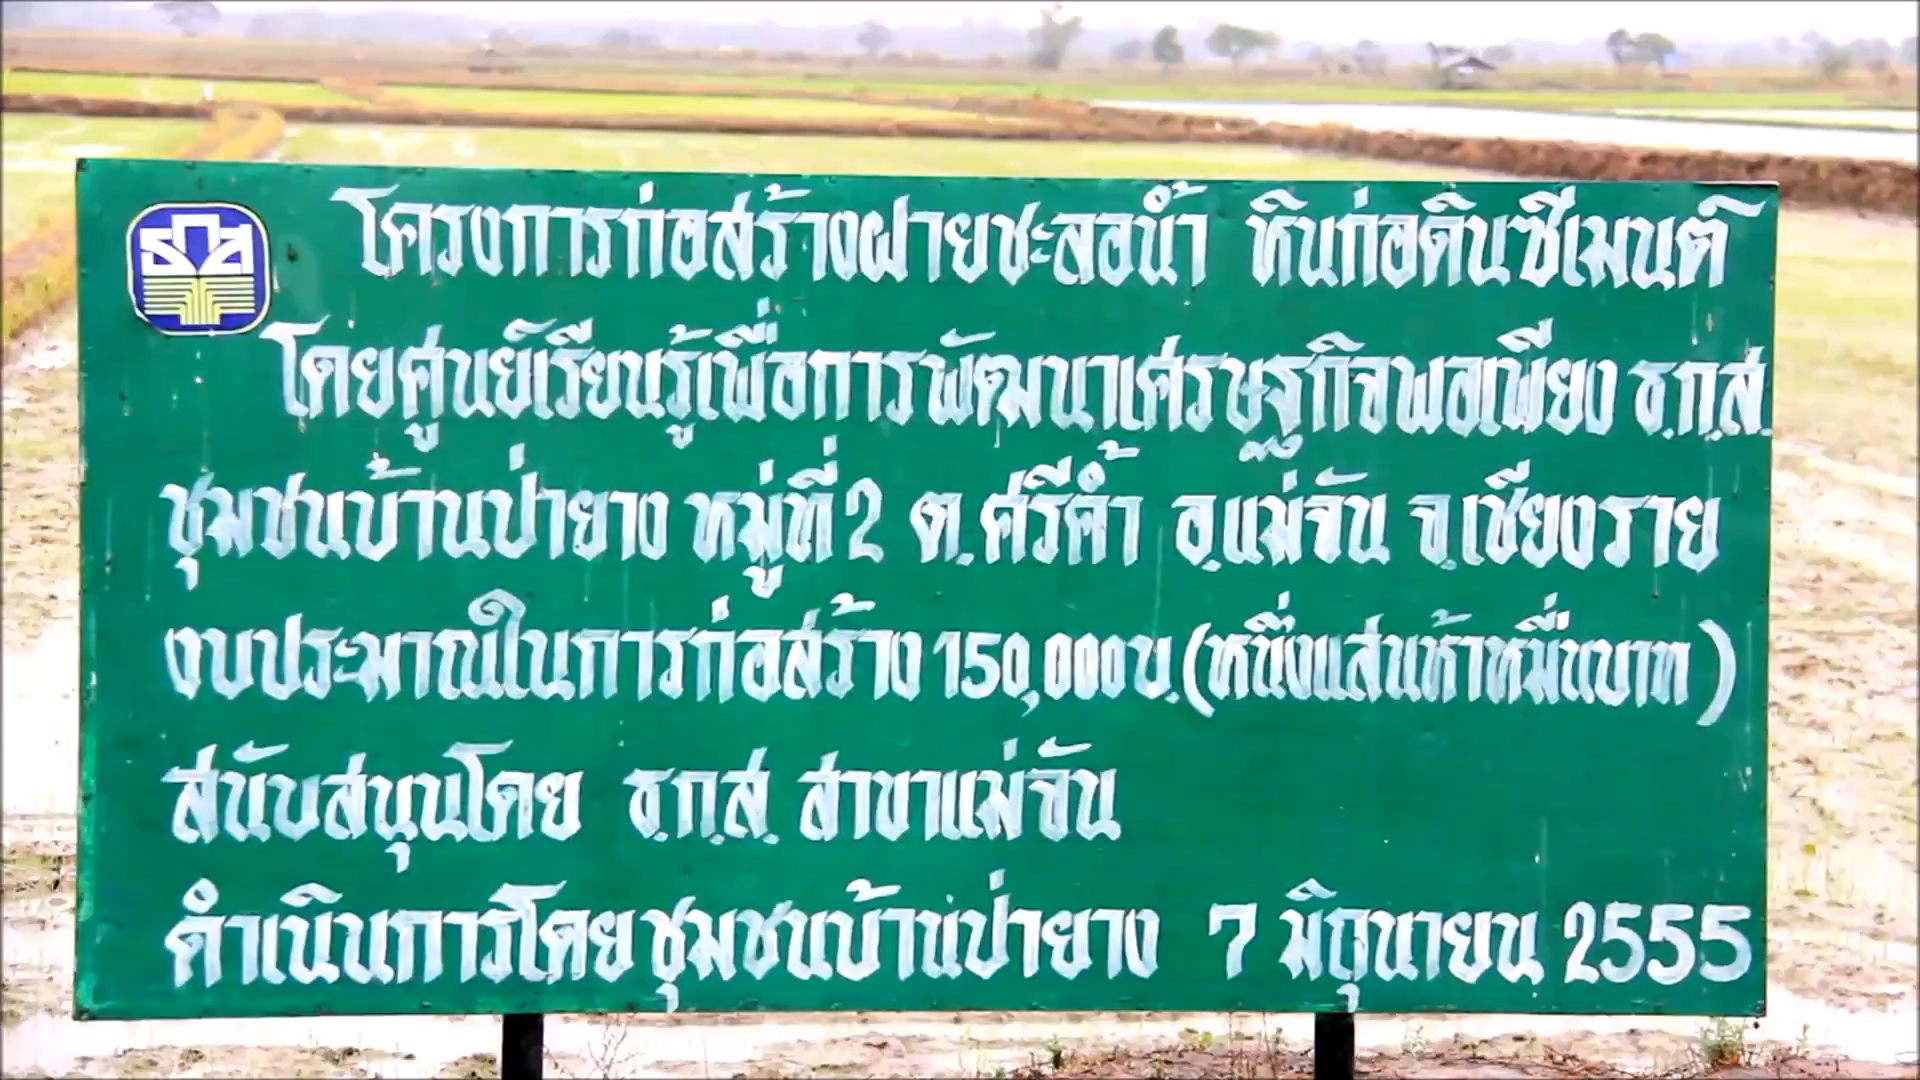 ธกส
โครงการก่อสร้างฝายชะลอน้ำ หินก่อดินซีเมนต์
โดยศูนย์เรียนรู้เพื่อการพัฒนาเศรษฐกิจพอเพียง ธ.ก.ส.
ชุมชนบ้านป่ายาง หมู่ที่ 2 ต.ศรีค้ำ อ.แม่จัน จ.เชียงราย
งบประมาณในการก่อสร้าง 150,000 บ. (หนึ่งแสนห้าหมื่นบาท)
สนับสนุนโดย ธ.ก.ส. สาขาแม่จัน
ดำเนินการโดยชุมชนบ้านป่ายาง 7 มิถุนายน 2555